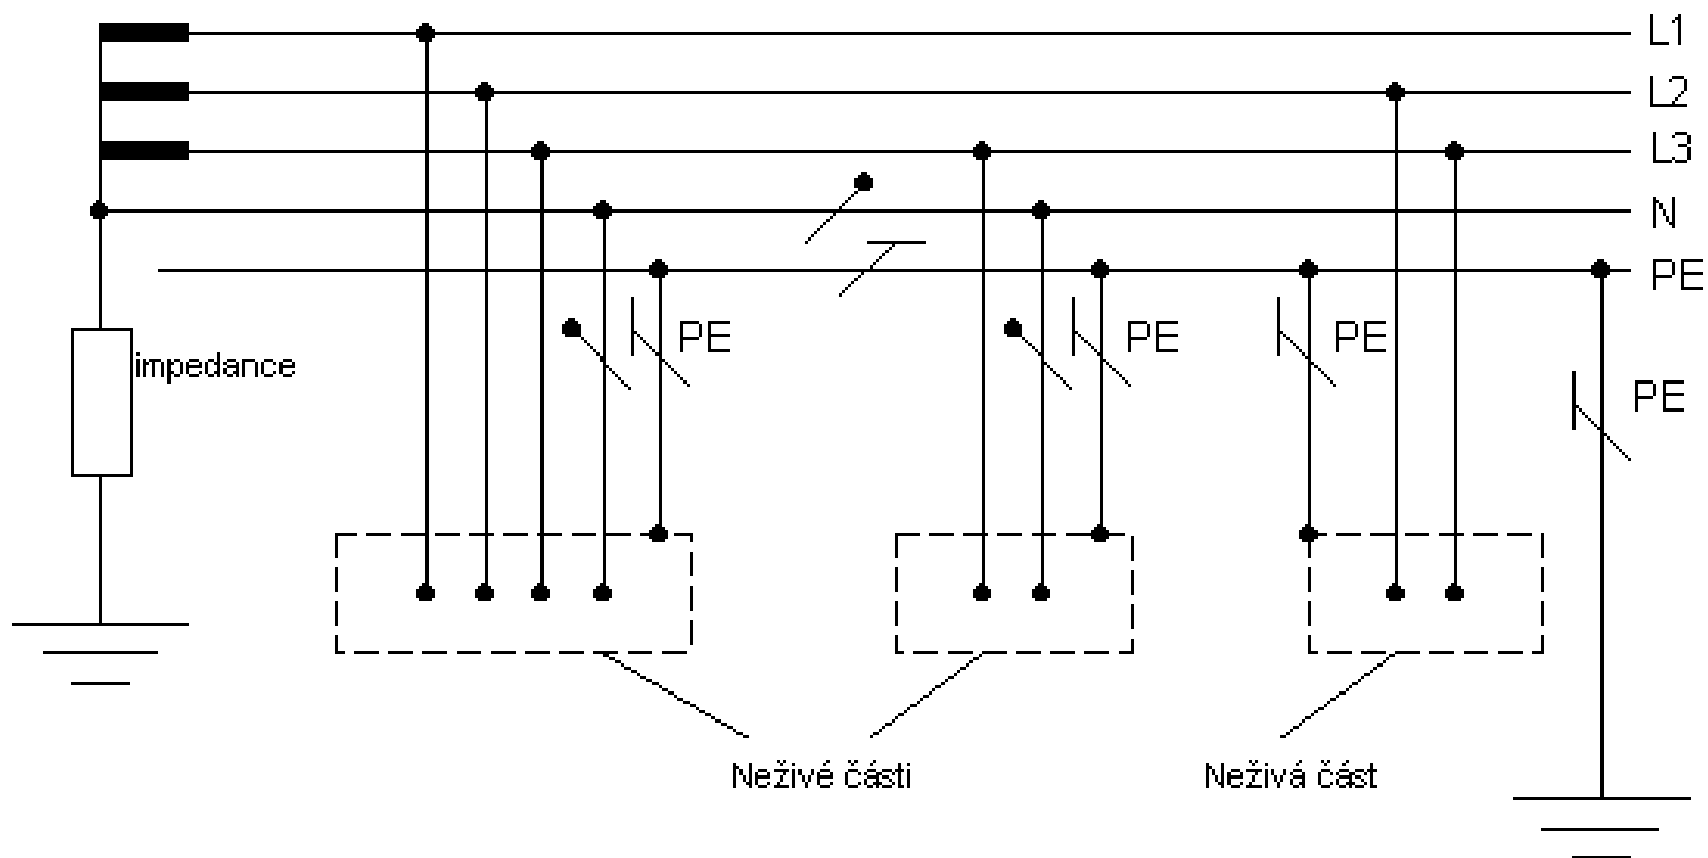 L1
L2
L3
N
PE
PE
PE
PE
impedance
PE
Neživé části
Neživá část